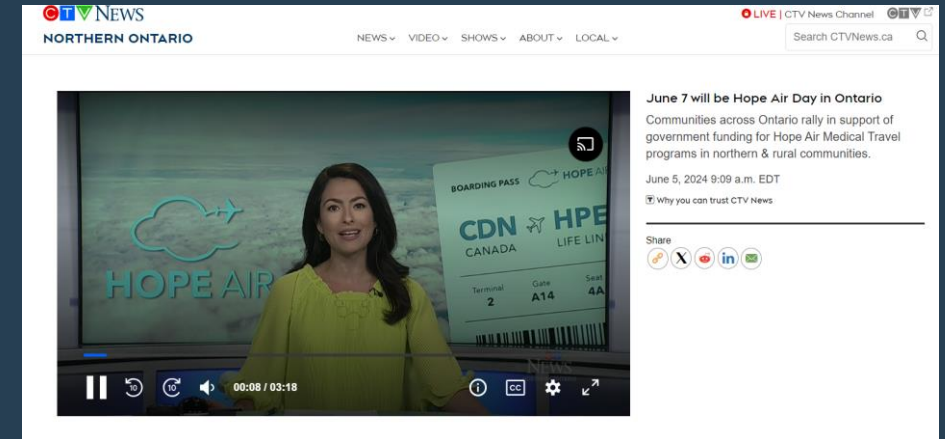 CTV NEWS
LIVE | CTV News Channel CTV
NORTHERN ONTARIO
NEWS VIDEO SHOWS ABOUT LOCAL
Search CTVNews.ca
June 7 will be Hope Air Day in Ontario
Communities across Ontario rally in support of
government funding for Hope Air Medical Travel
programs in northern & rural communities.
June 5, 2024 9:09 a.m. EDT
Why you can trust CTV News
Share
HOPE AIR
BOARDING PASS HOPE AI
CDN HPE
CANADA LIFE LIN
Terminal Gate Seat
2 A14 4A
NEWS
10 10 00:08 / 03:18 CC